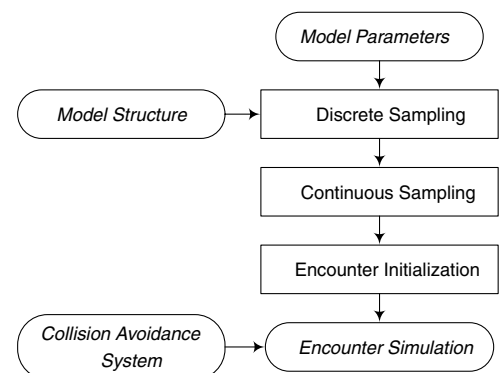 Model Parameters
Model Structure
Discrete Sampling
Continuous Sampling
Encounter Initialization
Collision Avoidance
System
Encounter Simulation